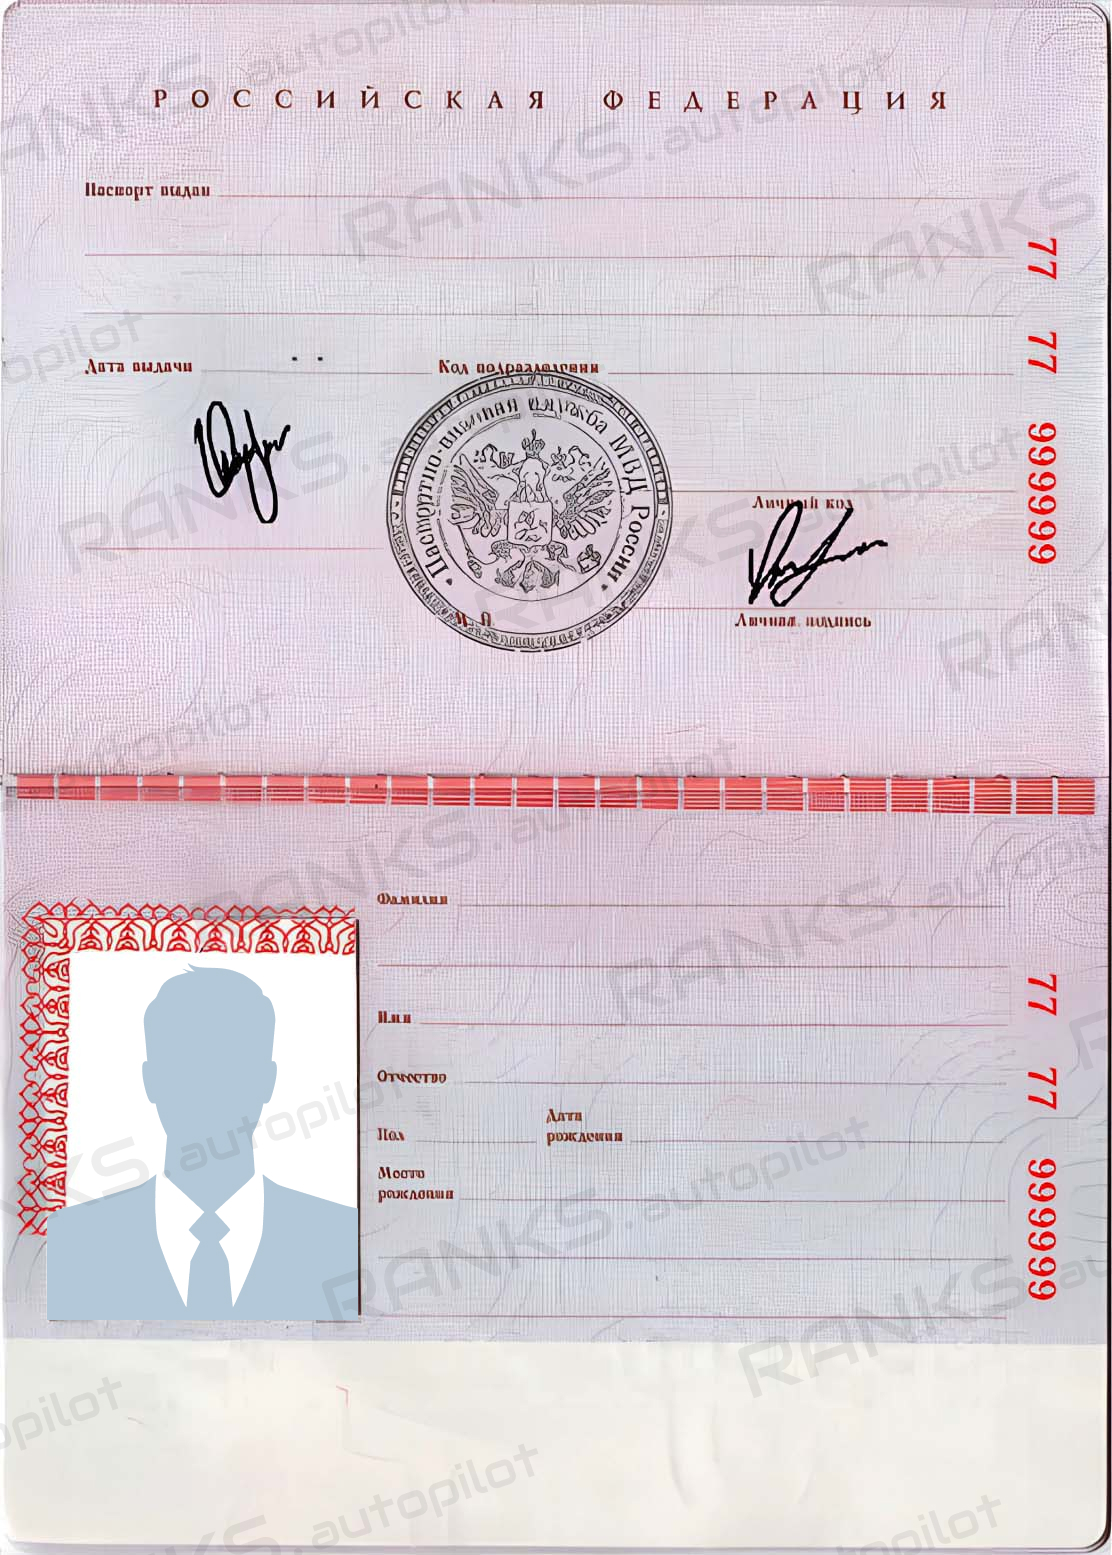 РОССИЙСКАЯ ФЕДЕРАЦИЯ
Паспорт выдан
Дата выдачи
Код подразделения
Паспортно-визовая служба МВД России
Личный код
М. П.
Личная подпись
77 77 999999
Фамилия
Имя
Отчество
Пол
Дата
рождения
Место
рождения
77 77 999999
RANKS.autopilot